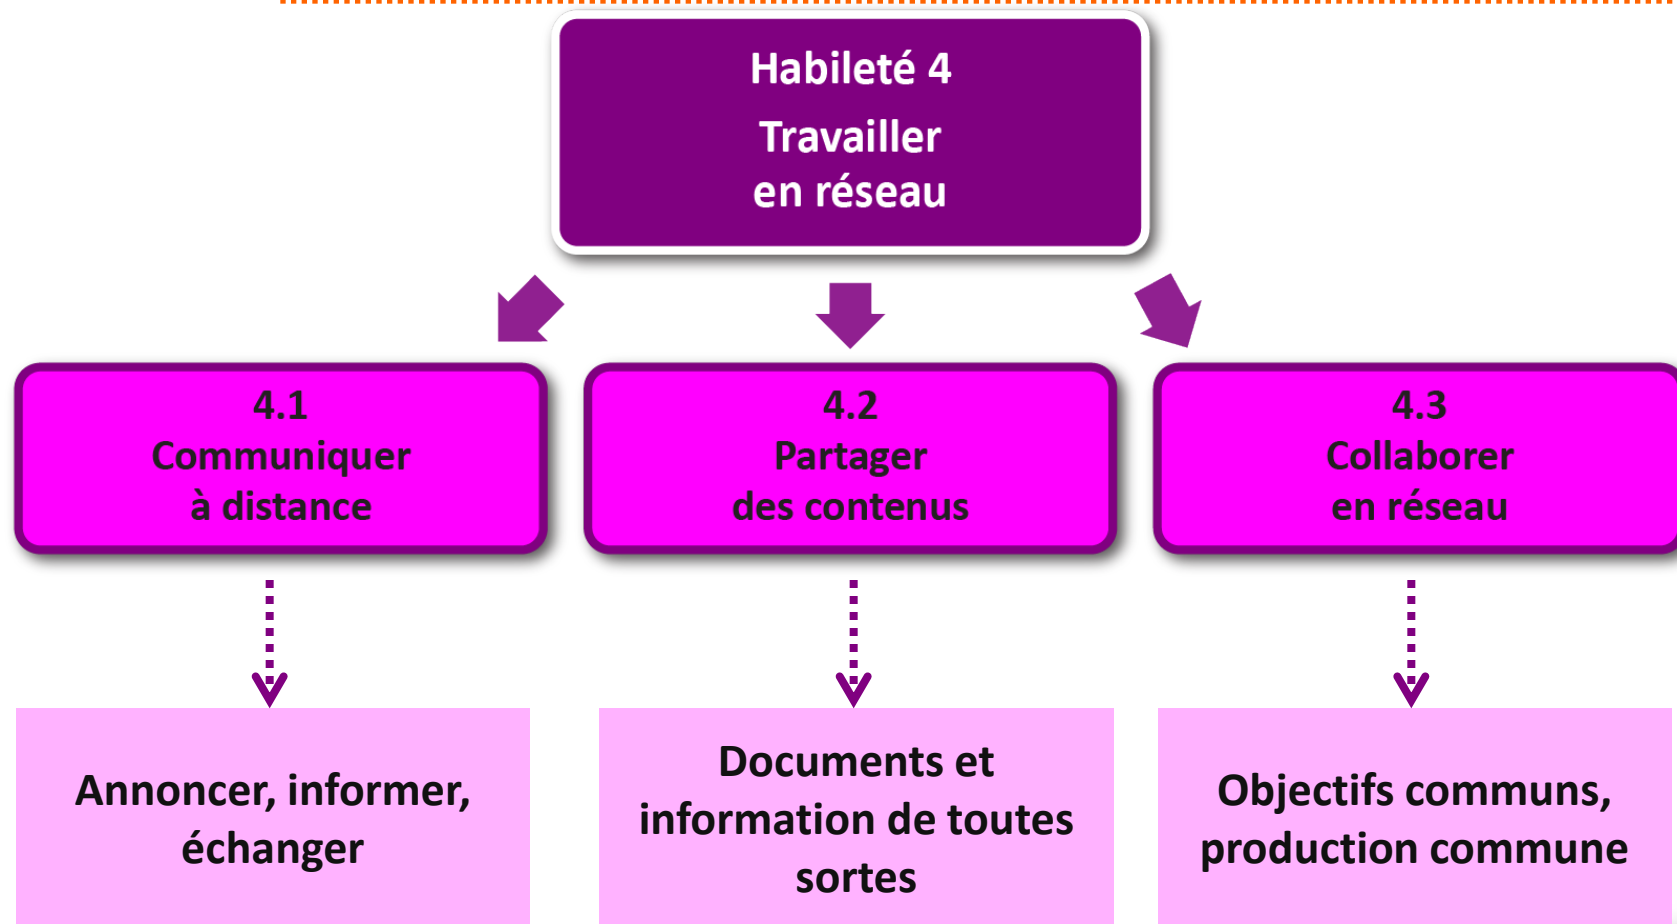 Habileté 4
Travailler
en réseau
4.1
Communiquer
à distance
4.2
Partager
des contenus
4.3
Collaborer
en réseau
Annoncer, informer,
échanger
Documents et
information de toutes
sortes
Objectifs communs,
production commune